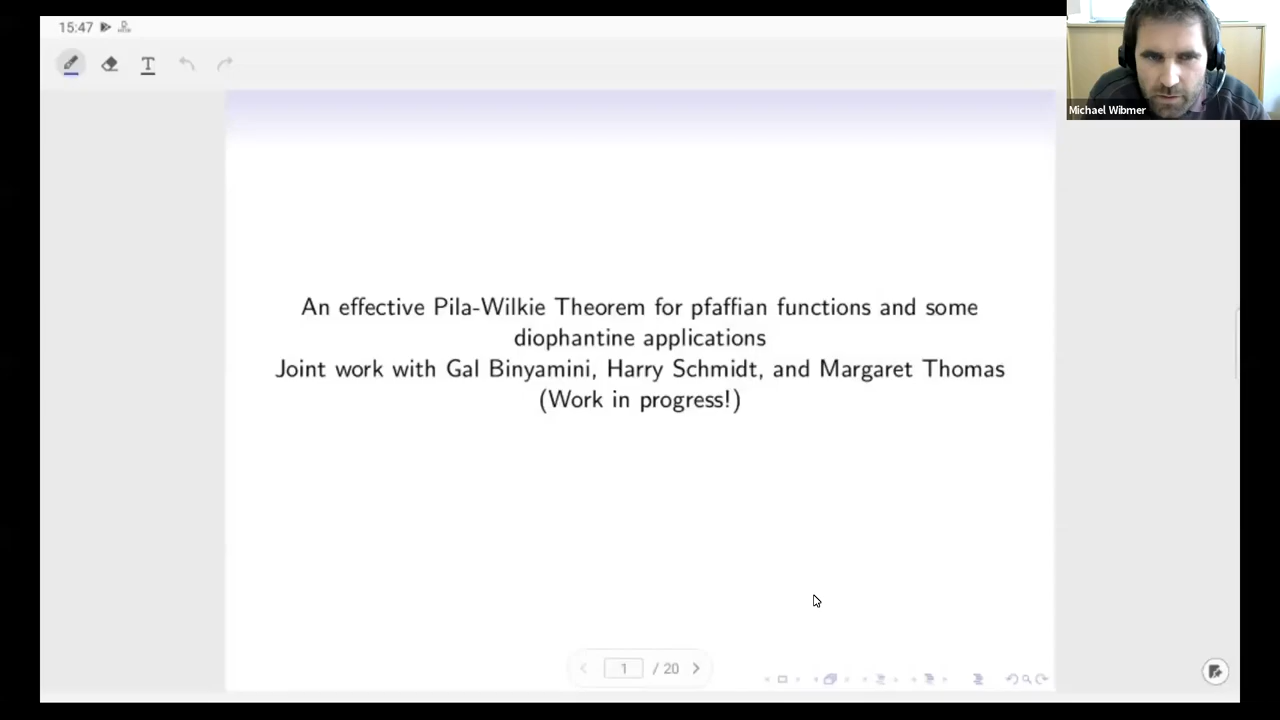 15:47
Michael Wibmer
T
An effective Pila-Wilkie Theorem for pfaffian functions and some
diophantine applications
Joint work with Gal Binyamini, Harry Schmidt, and Margaret Thomas
(Work in progress!)
1 / 20